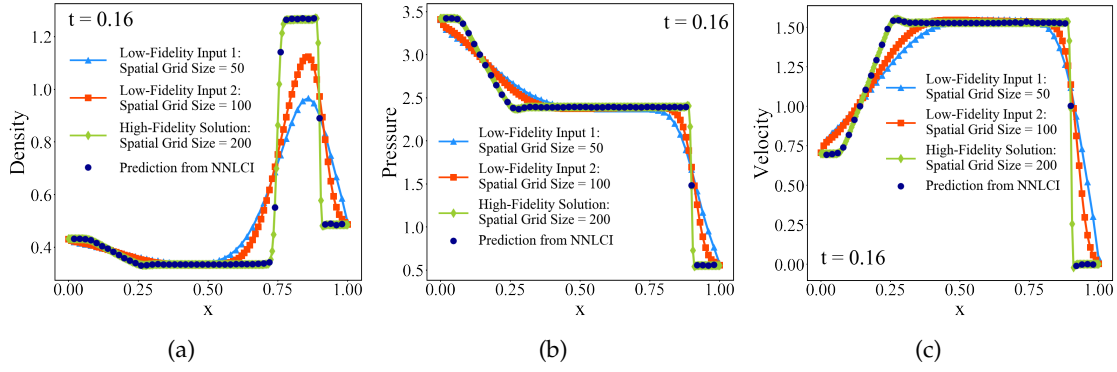 t = 0.16
Density
1.2
1.0
0.8
0.6
0.4
Low-Fidelity Input 1:
Spatial Grid Size = 50
Low-Fidelity Input 2:
Spatial Grid Size = 100
High-Fidelity Solution:
Spatial Grid Size = 200
Prediction from NNLCI
0.00 0.25 0.50 0.75 1.00
x
(a)
t = 0.16
Pressure
3.5
3.0
2.5
2.0
1.5
1.0
0.5
Low-Fidelity Input 1:
Spatial Grid Size = 50
Low-Fidelity Input 2:
Spatial Grid Size = 100
High-Fidelity Solution:
Spatial Grid Size = 200
Prediction from NNLCI
0.00 0.25 0.50 0.75 1.00
x
(b)
Velocity
1.50
1.25
1.00
0.75
0.50
0.25
0.00
Low-Fidelity Input 1:
Spatial Grid Size = 50
Low-Fidelity Input 2:
Spatial Grid Size = 100
High-Fidelity Solution:
Spatial Grid Size = 200
Prediction from NNLCI
t = 0.16
0.00 0.25 0.50 0.75 1.00
x
(c)